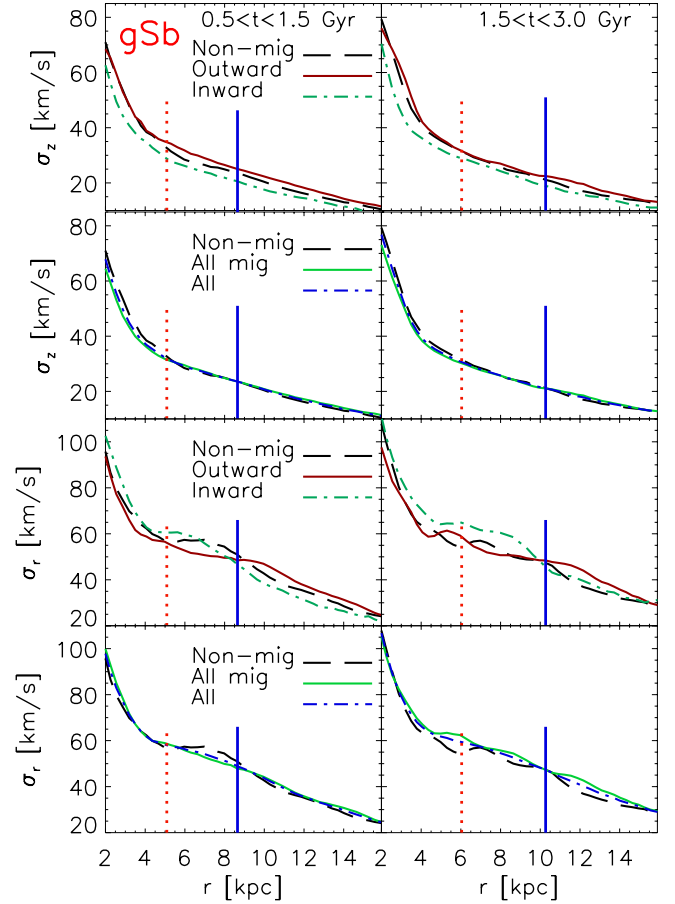 gSb 0.5<t<1.5 Gyr 1.5<t<3.0 Gyr
80
60
40
20
σz [km/s]
Non-mig
Outward
Inward
80
60
40
20
σz [km/s]
Non-mig
All mig
All
100
80
60
40
20
σr [km/s]
Non-mig
Outward
Inward
100
80
60
40
20
σr [km/s]
Non-mig
All mig
All
2 4 6 8 10 12 14 2 4 6 8 10 12 14
r [kpc] r [kpc]